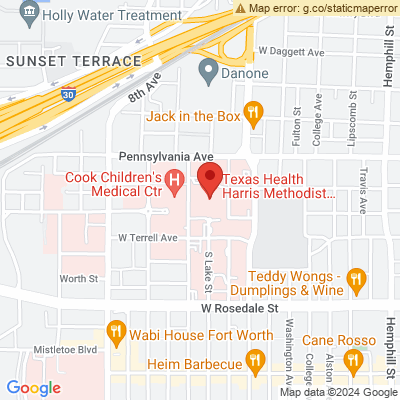 Map error: g.co/staticmaperror
Holly Water Treatment
W Daggett Ave
Hemphill St
SUNSET TERRACE
Danone
30
8th Ave
Fulton St
College Ave
Lipscomb St
Jack in the Box
Pennsylvania Ave
Cook Children's
Medical Ctr
H
Texas Health
Harris Methodist...
Travis Ave
W Terrell Ave
S Lake St
Worth St
Teddy Wongs -
Dumplings & Wine
W Rosedale St
Wabi House Fort Worth
Washington Av
College
Alston
Cane Rosso
Hemphill St
Mistletoe Blvd
Heim Barbecue
Google
Map data ©2024 Google